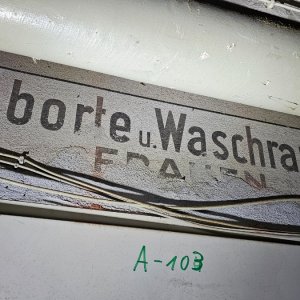 borte u. Waschra
FRAUEN
A-103